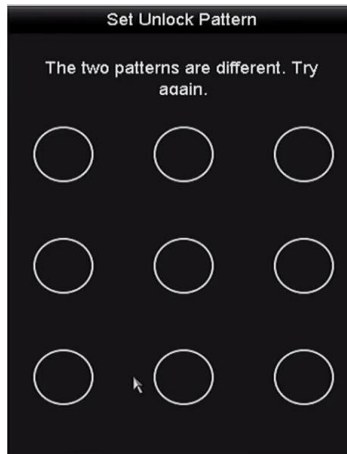 Set Unlock Pattern
The two patterns are different. Try
again.